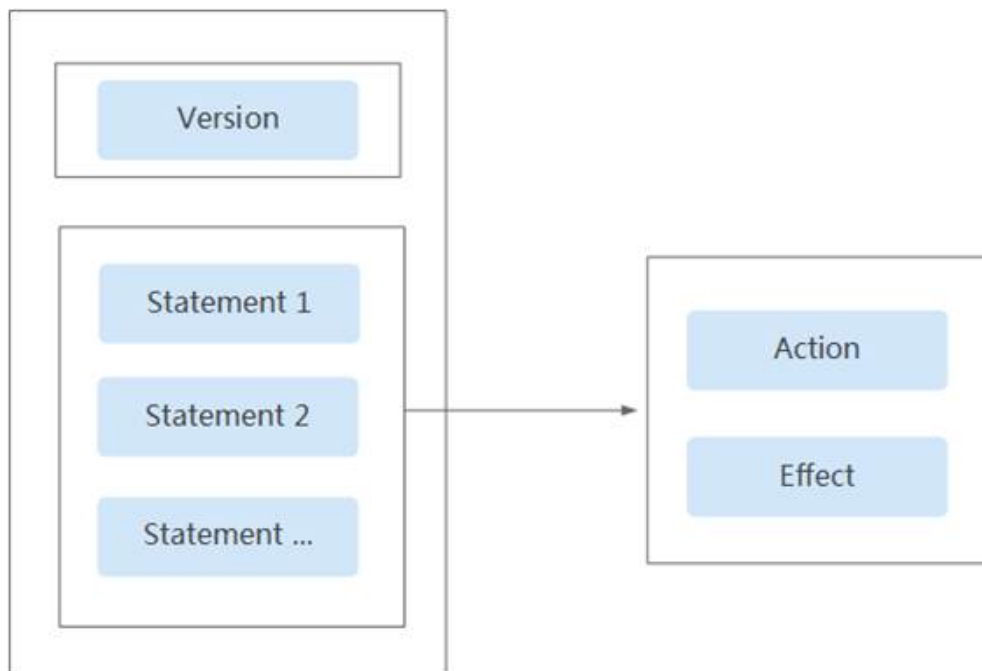 Version
Statement 1
Statement 2
Statement ...
Action
Effect